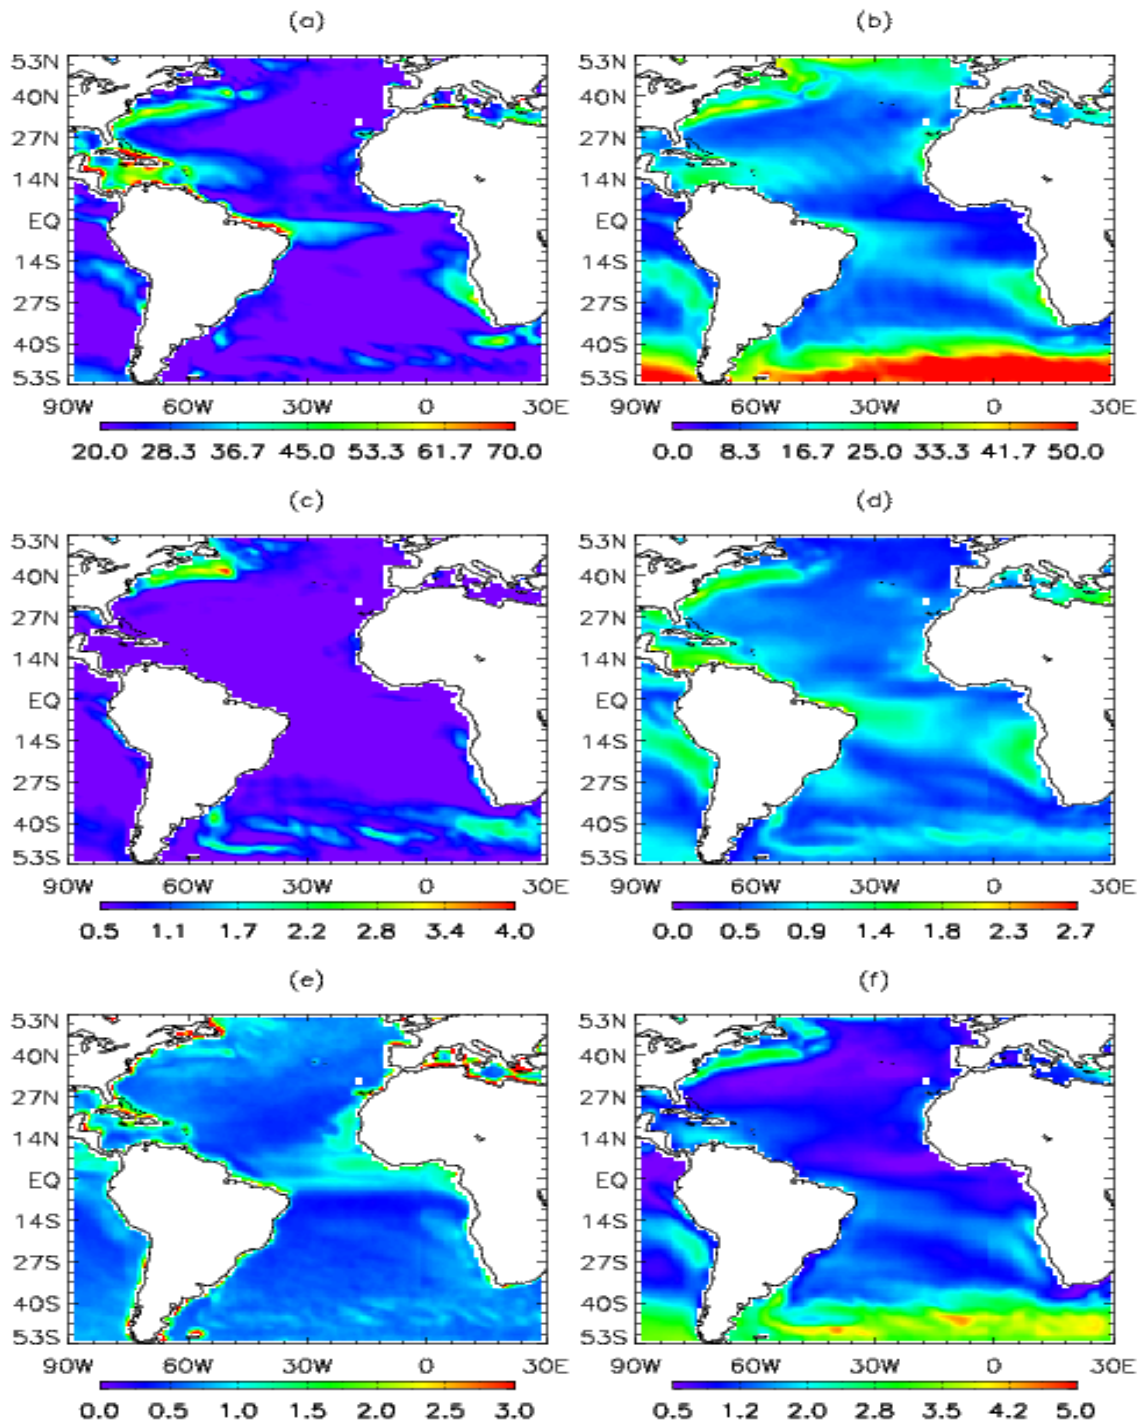 (a) (b)
53N 53N
40N 40N
27N 27N
14N 14N
EQ EQ
14S 14S
27S 27S
40S 40S
53S 53S
90W 60W 30W 0 30E 90W 60W 30W 0 30E
20.0 28.3 36.7 45.0 53.3 61.7 70.0 0.0 8.3 16.7 25.0 33.3 41.7 50.0
(c) (d)
53N 53N
40N 40N
27N 27N
14N 14N
EQ EQ
14S 14S
27S 27S
40S 40S
53S 53S
90W 60W 30W 0 30E 90W 60W 30W 0 30E
0.5 1.1 1.7 2.2 2.8 3.4 4.0 0.0 0.5 0.9 1.4 1.8 2.3 2.7
(e) (f)
53N 53N
40N 40N
27N 27N
14N 14N
EQ EQ
14S 14S
27S 27S
40S 40S
53S 53S
90W 60W 30W 0 30E 90W 60W 30W 0 30E
0.0 0.5 1.0 1.5 2.0 2.5 3.0 0.5 1.2 2.0 2.8 3.5 4.2 5.0